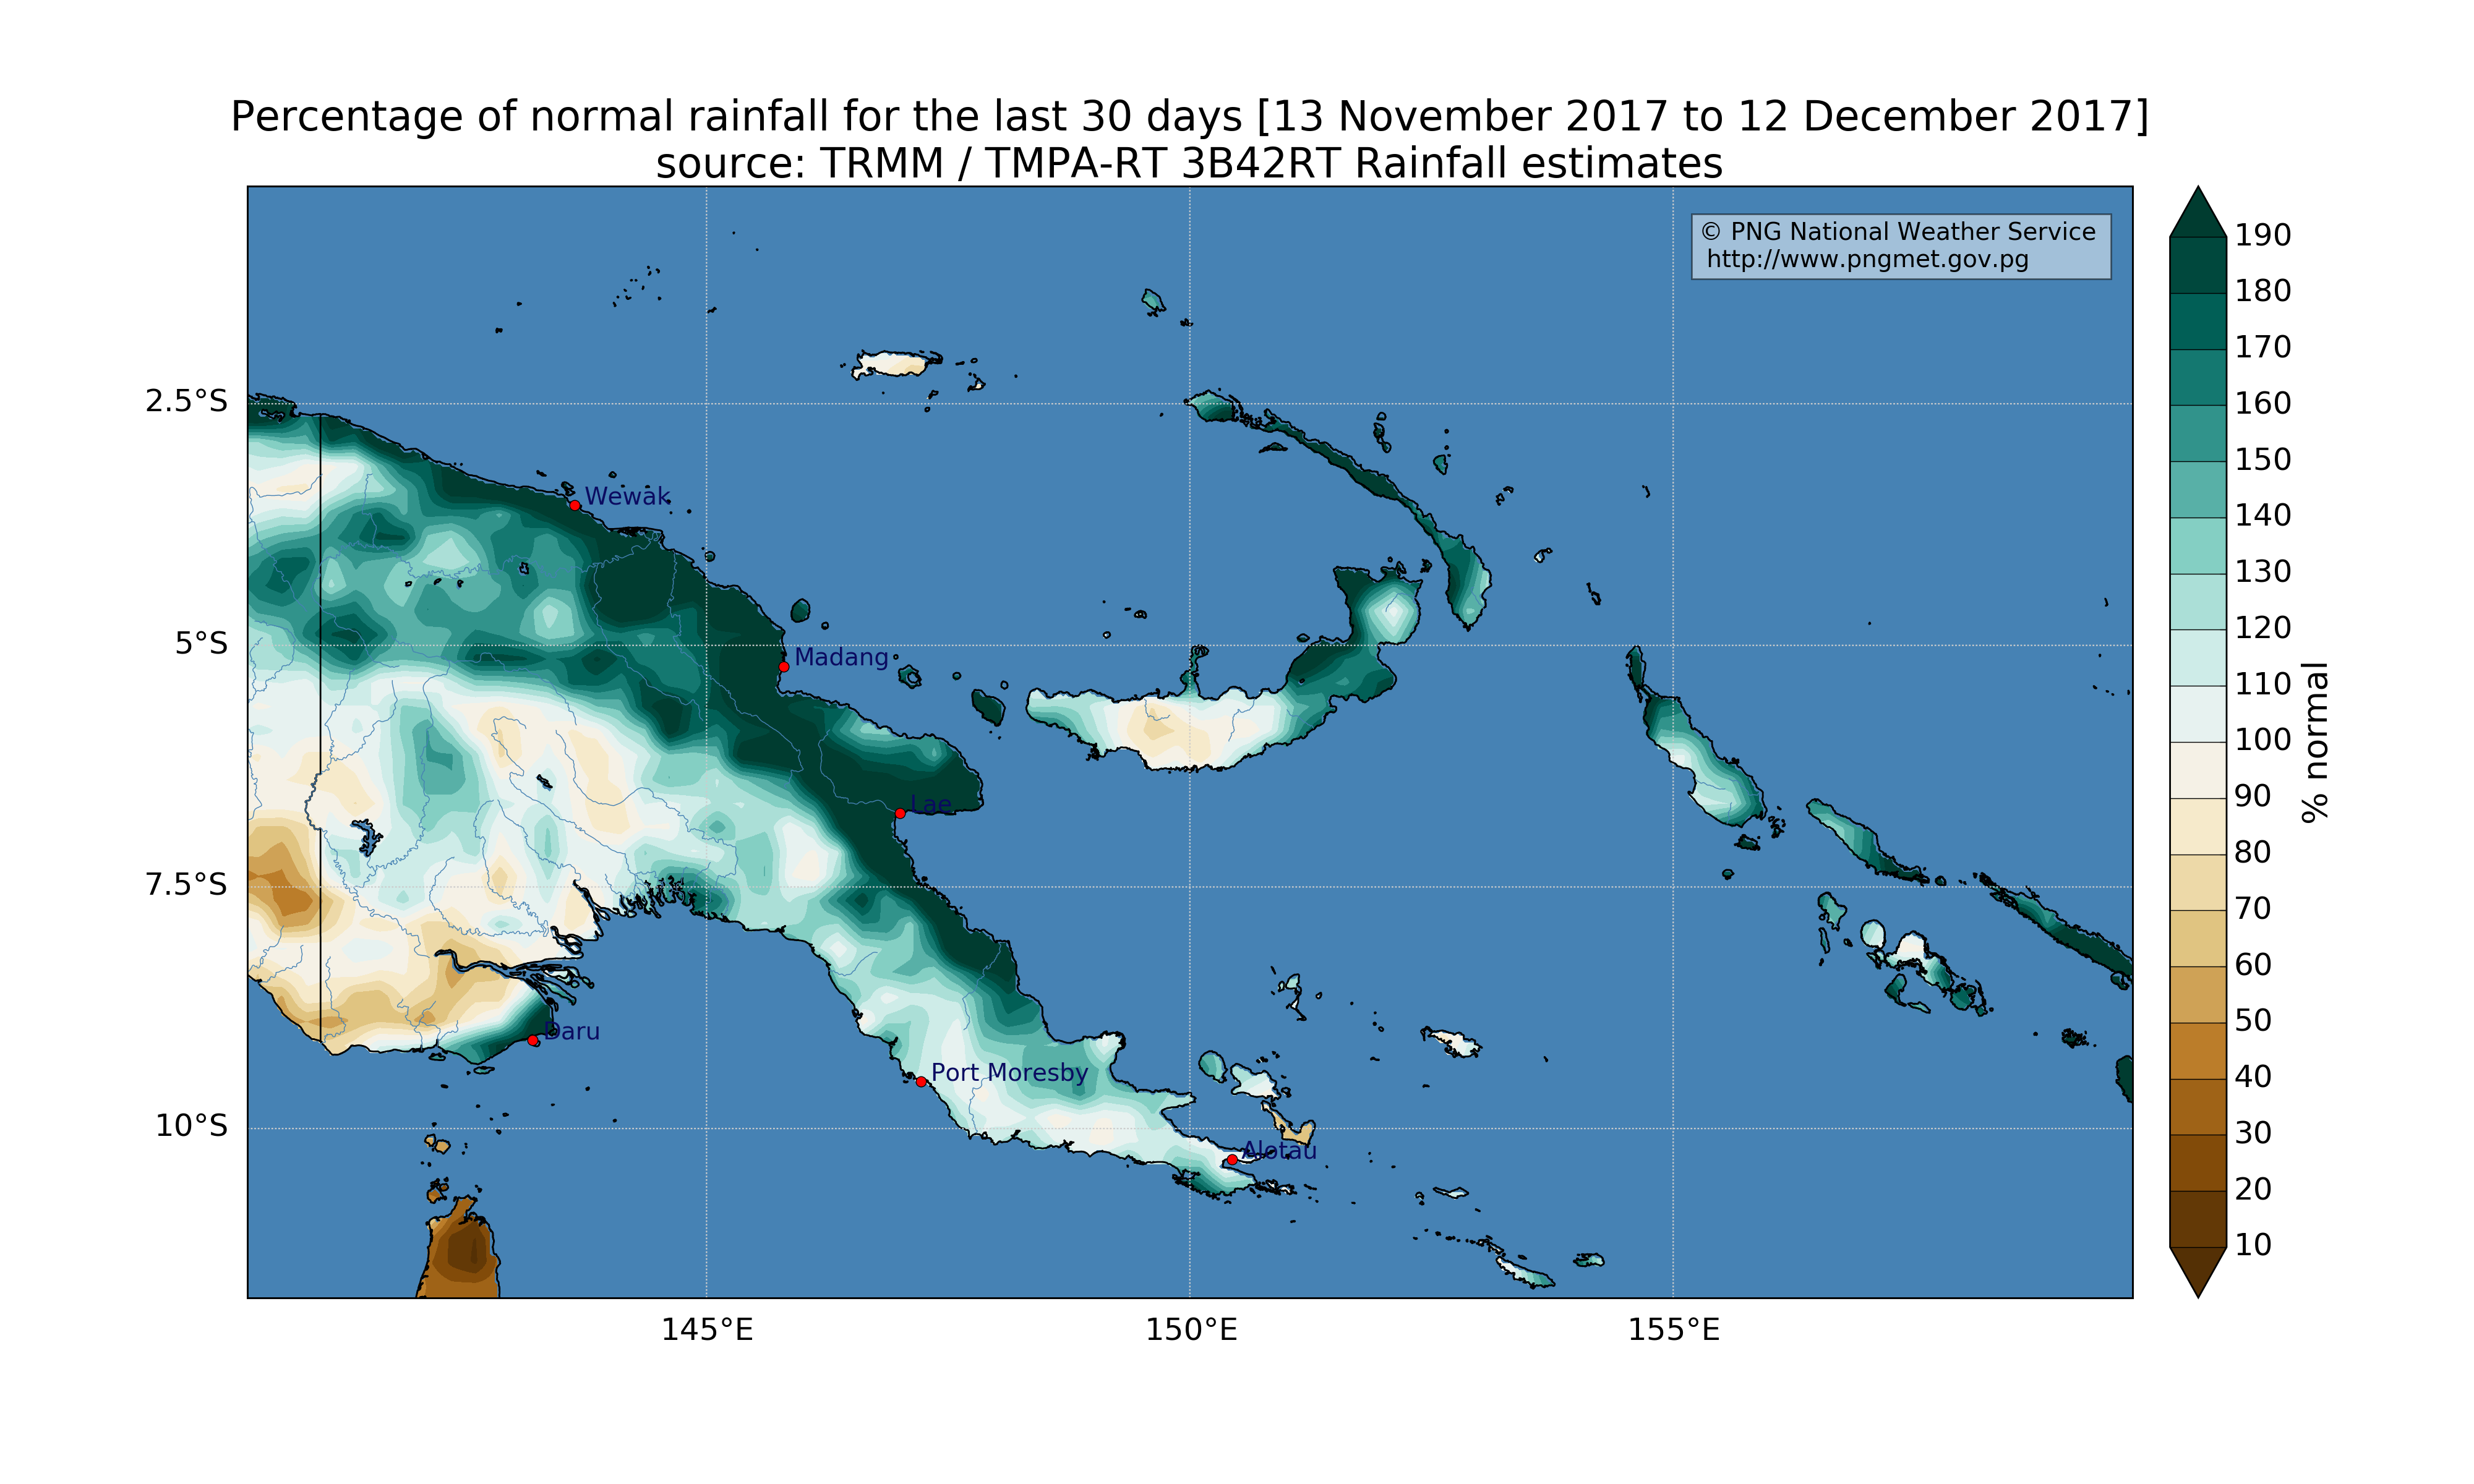 Percentage of normal rainfall for the last 30 days [13 November 2017 to 12 December 2017]
source: TRMM / TMPA-RT 3B42RT Rainfall estimates
© PNG National Weather Service
http://www.pngmet.gov.pg
2.5°S
5°S
7.5°S
10°S
Wewak
Madang
Lae
Daru
Port Moresby
Alotau
145°E
150°E
155°E
190
180
170
160
150
140
130
120
110
100
90
80
70
60
50
40
30
20
10
% normal